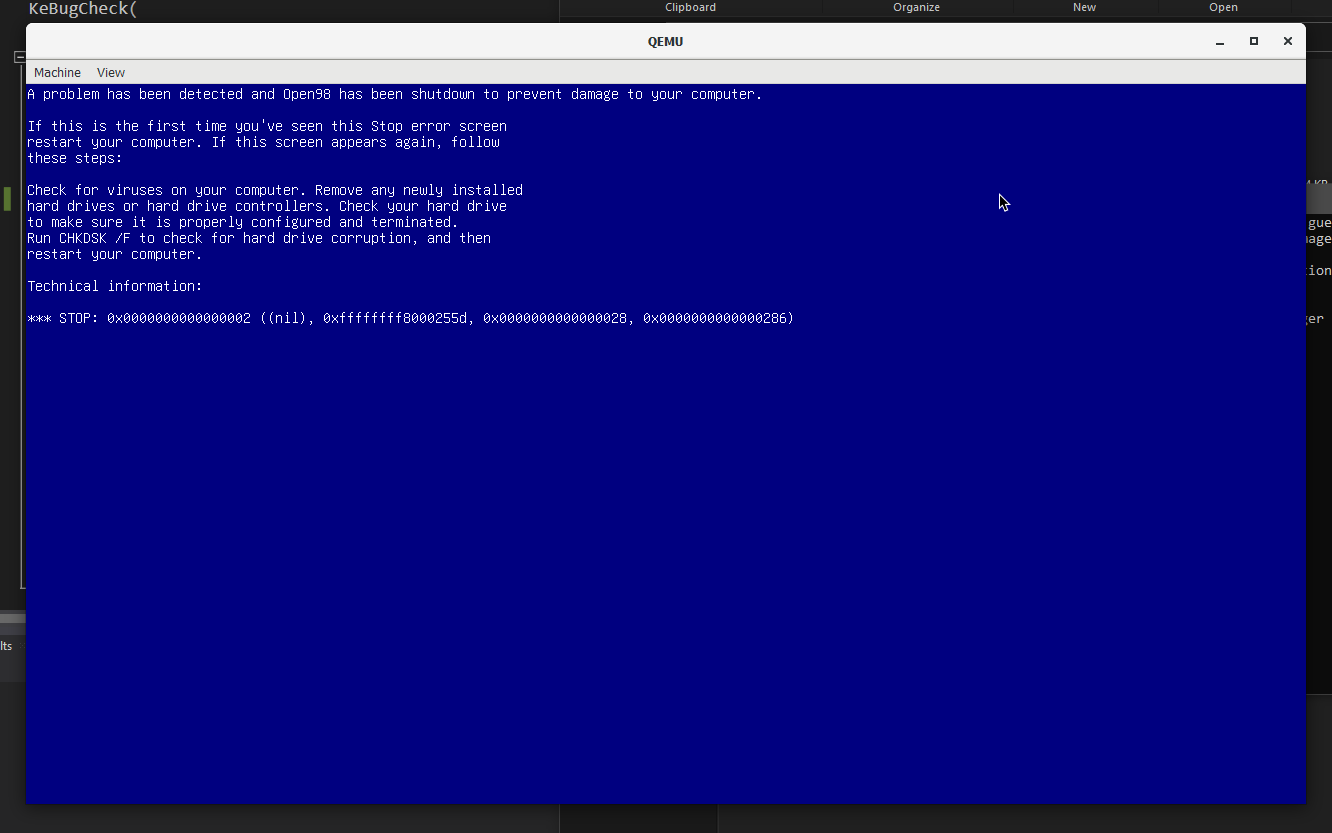 KeBugCheck(
Clipboard
Organize
New
Open
QEMU
Machine View
A problem has been detected and Open98 has been shutdown to prevent damage to your computer.
If this is the first time you've seen this Stop error screen
restart your computer. If this screen appears again, follow
these steps:
Check for viruses on your computer. Remove any newly installed
hard drives or hard drive controllers. Check your hard drive
to make sure it is properly configured and terminated.
Run CHKDSK /F to check for hard drive corruption, and then
restart your computer.
Technical information:
*** STOP: 0x0000000000000002 ((nil), 0xffffffff8000255d, 0x0000000000000028, 0x0000000000000286)
gue
nage
tion
ger
lts